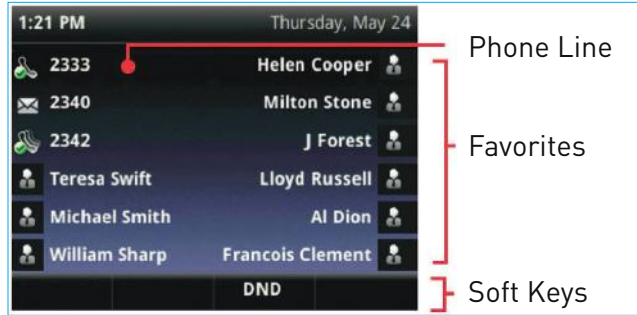 1:21 PM Thursday, May 24
2333 Helen Cooper
2340 Milton Stone
2342 J Forest
Teresa Swift Lloyd Russell
Michael Smith Al Dion
William Sharp Francois Clement
DND
Phone Line
Favorites
Soft Keys